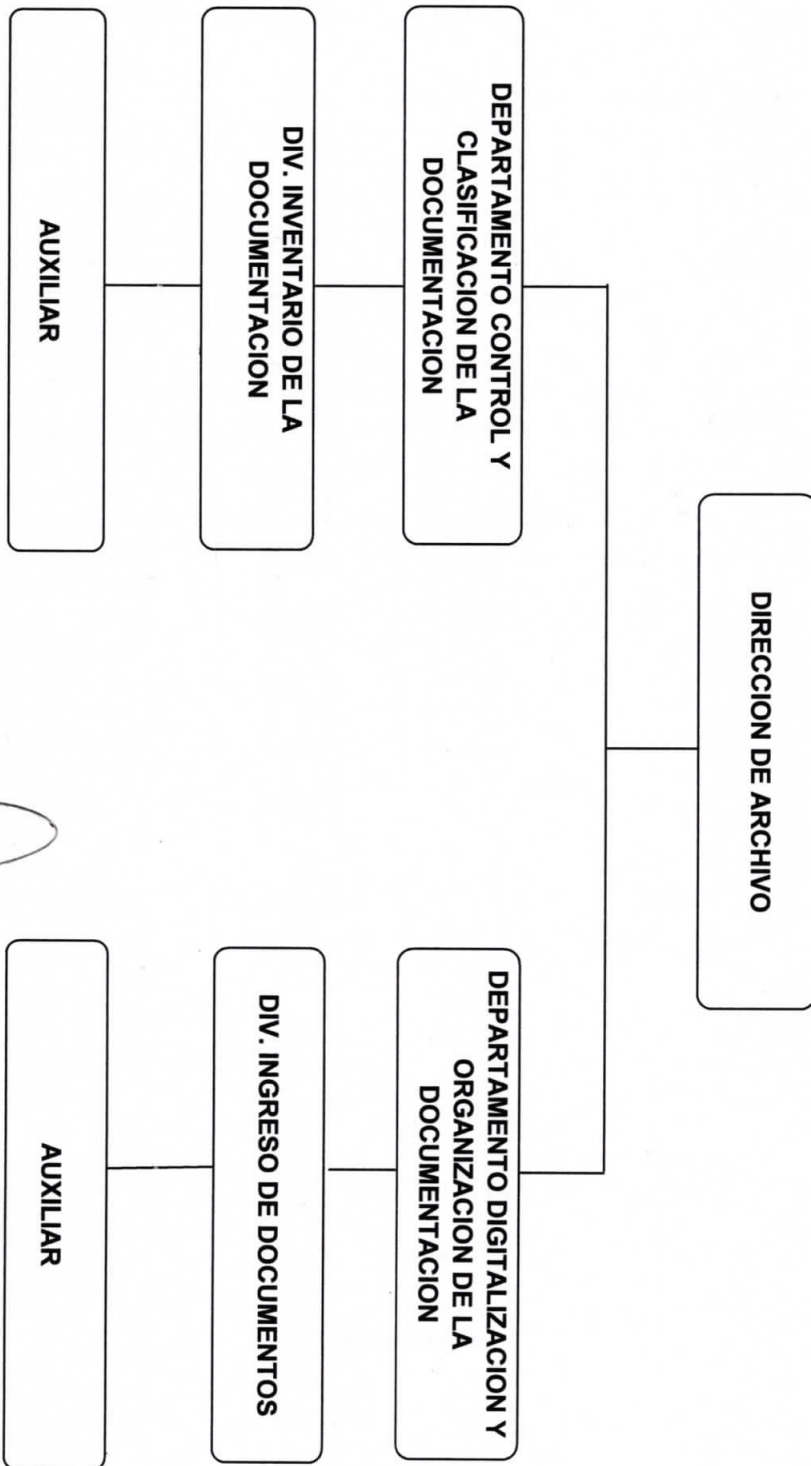 DIRECCION DE ARCHIVO
DEPARTAMENTO CONTROL Y
CLASIFICACION DE LA
DOCUMENTACION
DIV. INVENTARIO DE LA
DOCUMENTACION
AUXILIAR
DEPARTAMENTO DIGITALIZACION Y
ORGANIZACION DE LA
DOCUMENTACION
DIV. INGRESO DE DOCUMENTOS
AUXILIAR